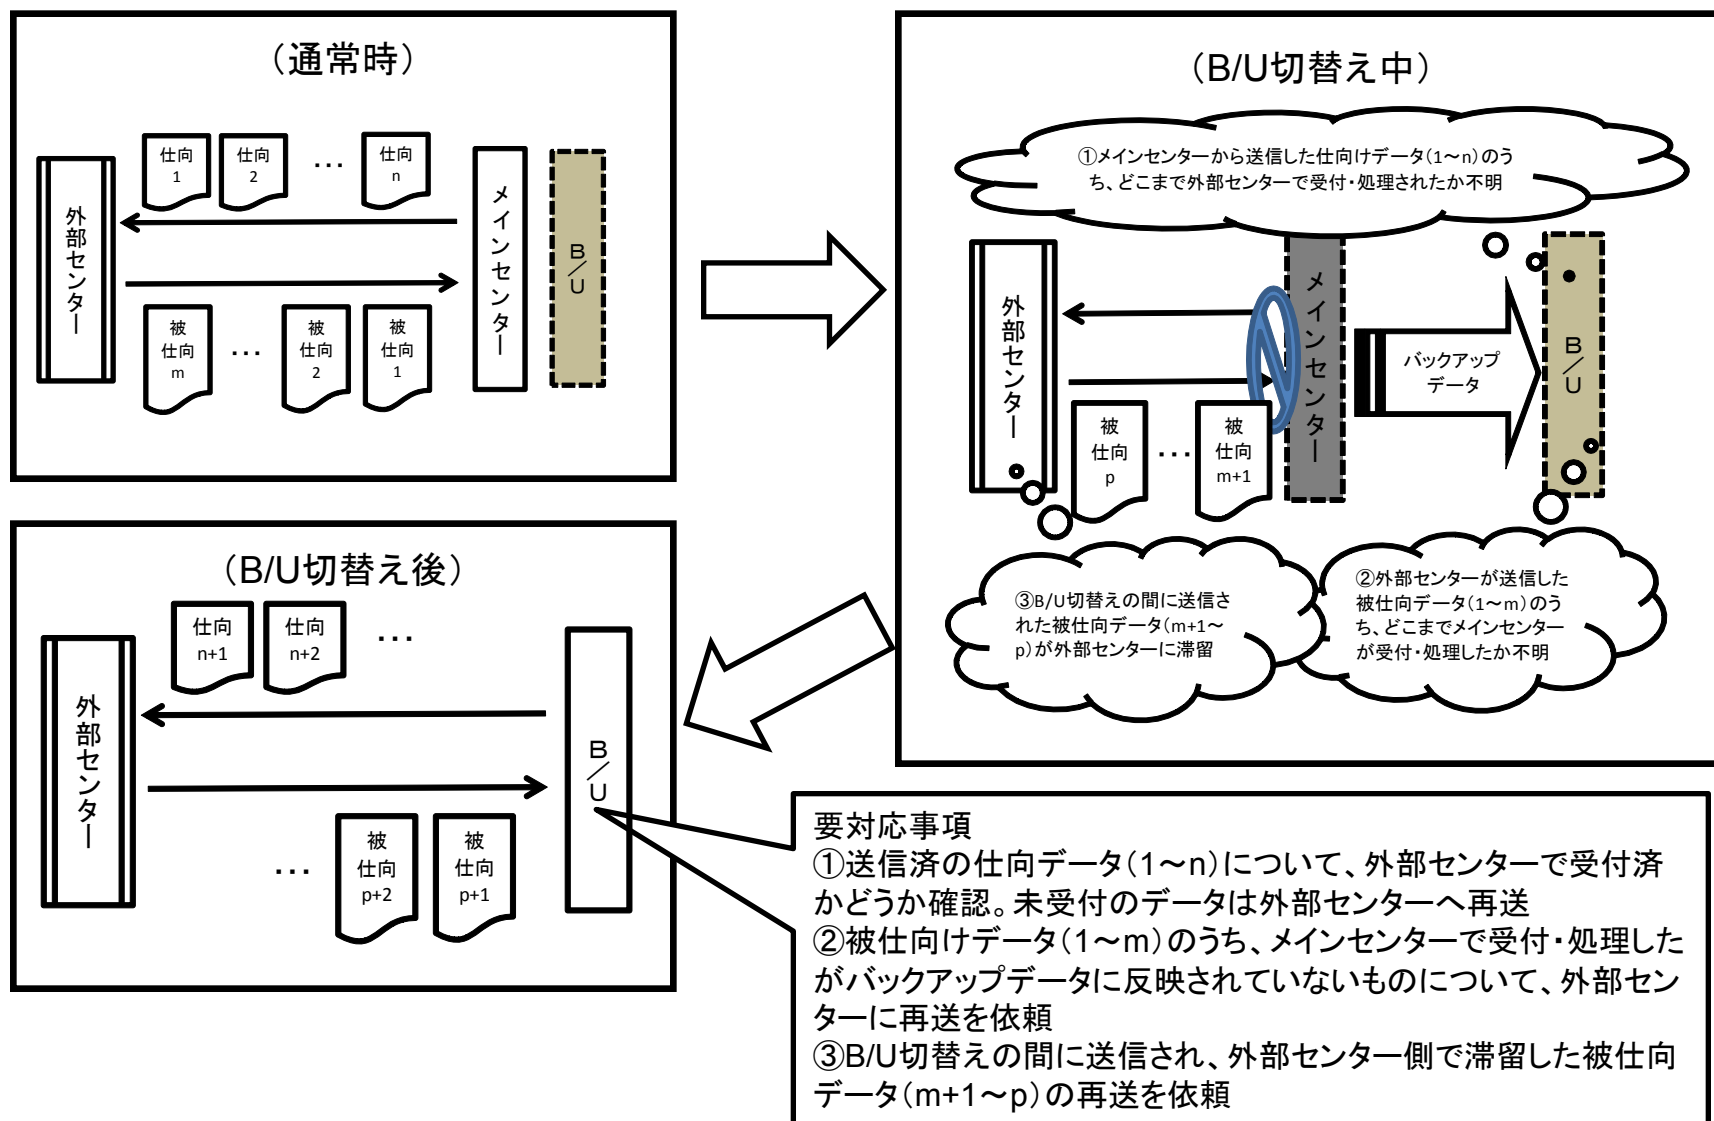 （通常時）
仕向
1
仕向
2
...
仕向
n
外部センター
メインセンター
B/U
被
仕向
m
...
被
仕向
2
被
仕向
1
（B/U切替え中）
①メインセンターから送信した仕向けデータ（1～n）のう
ち、どこまで外部センターで受付・処理されたか不明
外部センター
メインセンター
バックアップ
データ
B/U
被
仕向
p
...
被
仕向
m+1
③B/U切替えの間に送信さ
れた被仕向データ（m+1～
p）が外部センターに滞留
②外部センターが送信した
被仕向データ（1～m）のう
ち、どこまでメインセンター
が受付・処理したか不明
（B/U切替え後）
仕向
n+1
仕向
n+2
...
外部センター
B/U
...
被
仕向
p+2
被
仕向
p+1
要対応事項
①送信済の仕向データ（1～n）について、外部センターで受付済
かどうか確認。未受付のデータは外部センターへ再送
②被仕向けデータ（1～m）のうち、メインセンターで受付・処理した
がバックアップデータに反映されていないものについて、外部セン
ターに再送を依頼
③B/U切替えの間に送信され、外部センター側で滞留した被仕向
データ（m+1～p）の再送を依頼